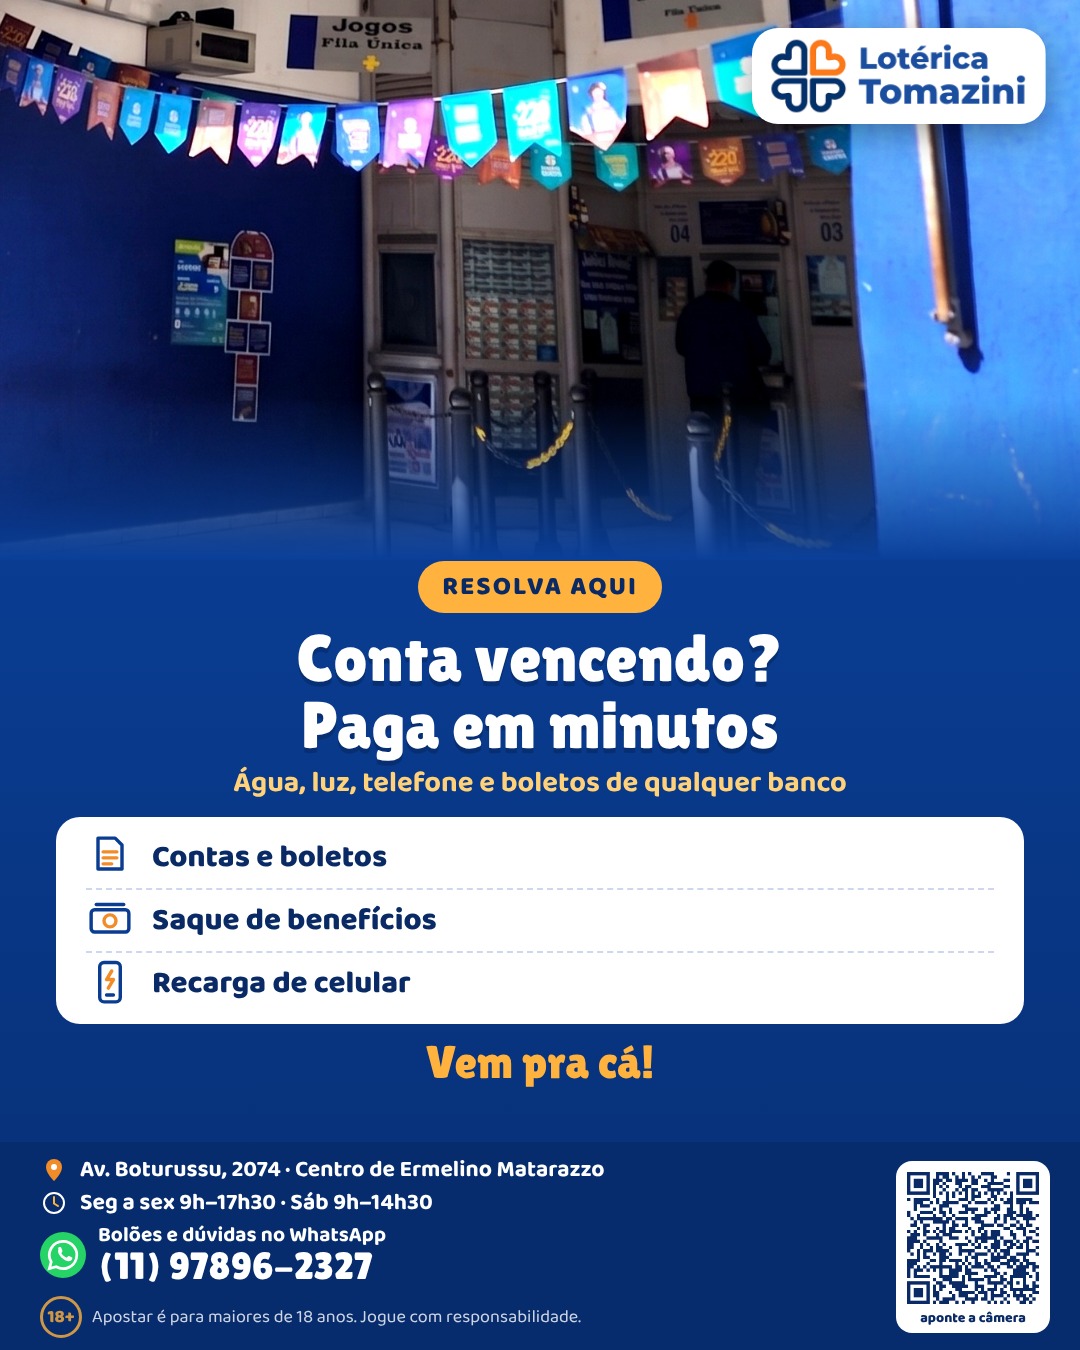 Jogos
Fila Única
Fila Única
Lotérica
Tomazini
04
03
RESOLVA AQUI
Conta vencendo?
Paga em minutos
Água, luz, telefone e boletos de qualquer banco
Contas e boletos
Saque de benefícios
Recarga de celular
Vem pra cá!
Av. Boturussu, 2074 · Centro de Ermelino Matarazzo
Seg a sex 9h–17h30 · Sáb 9h–14h30
Bolões e dúvidas no WhatsApp
(11) 97896–2327
18+ Apostar é para maiores de 18 anos. Jogue com responsabilidade.
aponte a câmera